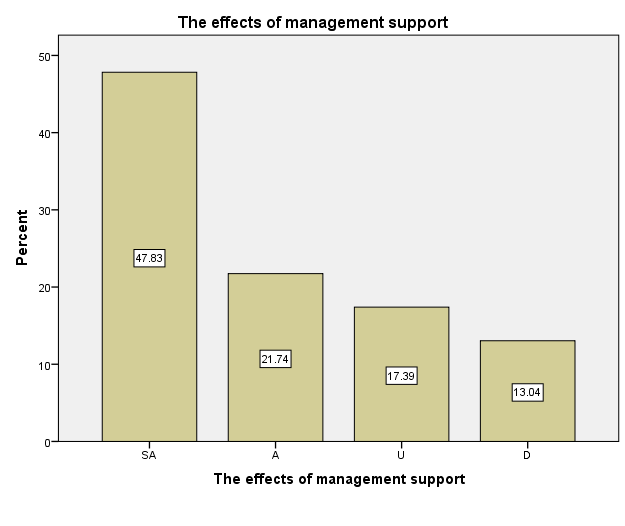 The effects of management support
50
40
30
20
10
0
Percent
47.83
21.74
17.39
13.04
SA A U D
The effects of management support